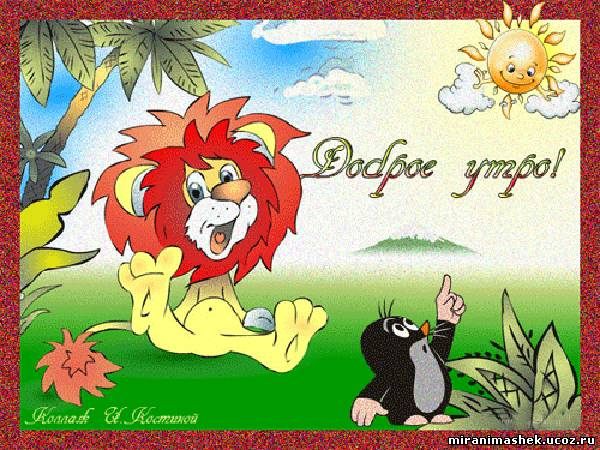 Доброе утро!
Коллаж И.Костиной
miranimashek.ucoz.ru